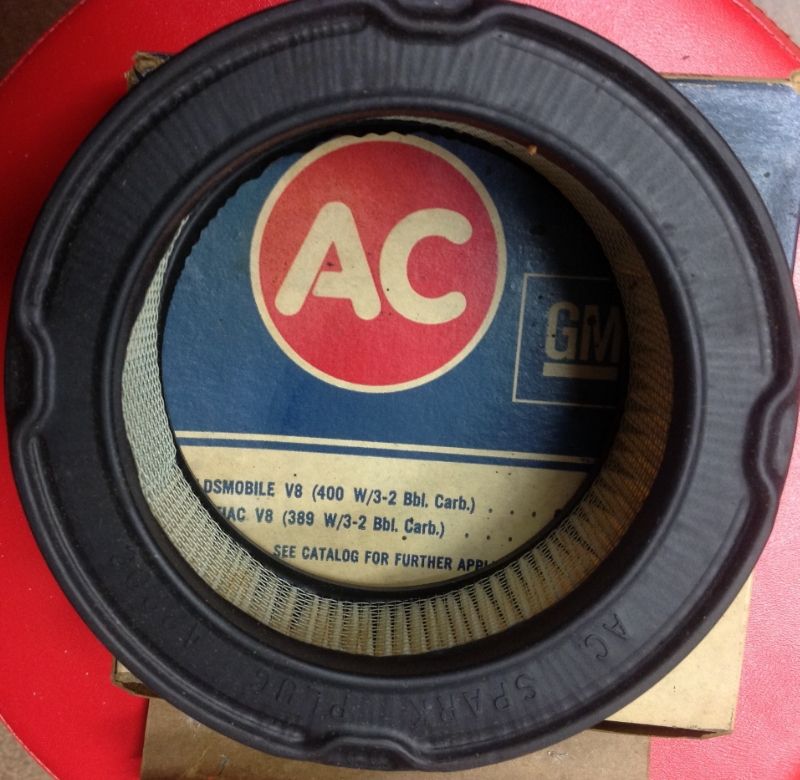 AC
GM
DSMOBILE V8 (400 W/3-2 Bbl. Carb.) . . .
IAC V8 (389 W/3-2 Bbl. Carb.) . . . .
SEE CATALOG FOR FURTHER APPL
AC SPARK PLUG